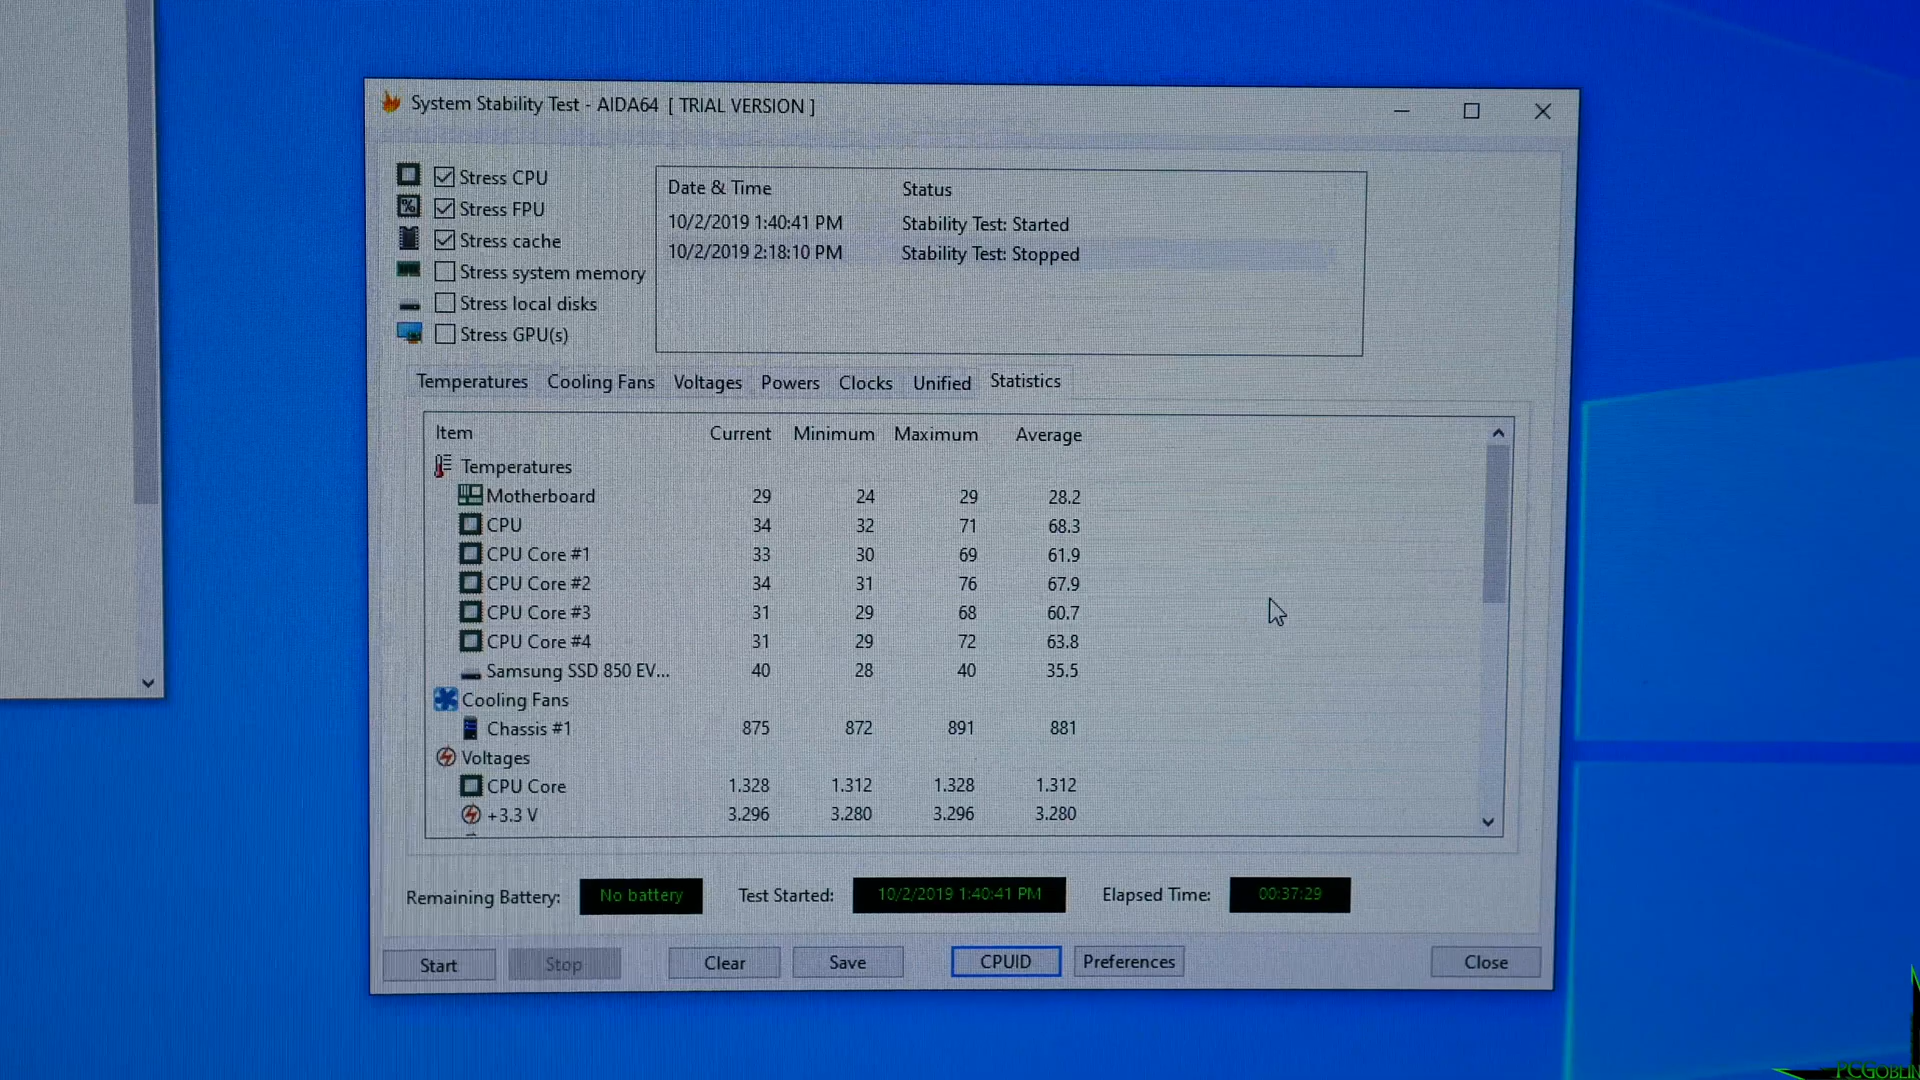 System Stability Test - AIDA64 [ TRIAL VERSION ]
Stress CPU
Stress FPU
Stress cache
Stress system memory
Stress local disks
Stress GPU(s)
Date & Time Status
10/2/2019 1:40:41 PM Stability Test: Started
10/2/2019 2:18:10 PM Stability Test: Stopped
Temperatures Cooling Fans Voltages Powers Clocks Unified Statistics
Item Current Minimum Maximum Average
Temperatures
Motherboard 29 24 29 28.2
CPU 34 32 71 68.3
CPU Core #1 33 30 69 61.9
CPU Core #2 34 31 76 67.9
CPU Core #3 31 29 68 60.7
CPU Core #4 31 29 72 63.8
Samsung SSD 850 EV... 40 28 40 35.5
Cooling Fans
Chassis #1 875 872 891 881
Voltages
CPU Core 1.328 1.312 1.328 1.312
+3.3 V 3.296 3.280 3.296 3.280
Remaining Battery: No battery Test Started: 10/2/2019 1:40:41 PM Elapsed Time: 00:37:29
Start Stop Clear Save CPUID Preferences Close
PCGOBLIN